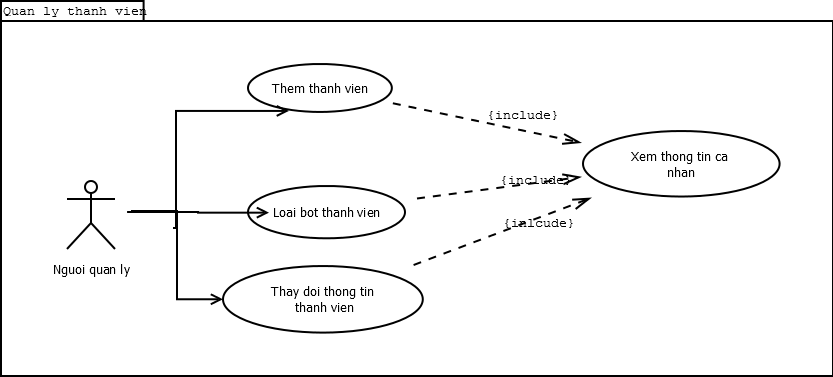 Quan ly thanh vien
Them thanh vien
{include}
Xem thong tin ca
nhan
{include}
Loai bot thanh vien
{inlcude}
Nguoi quan ly
Thay doi thong tin
thanh vien